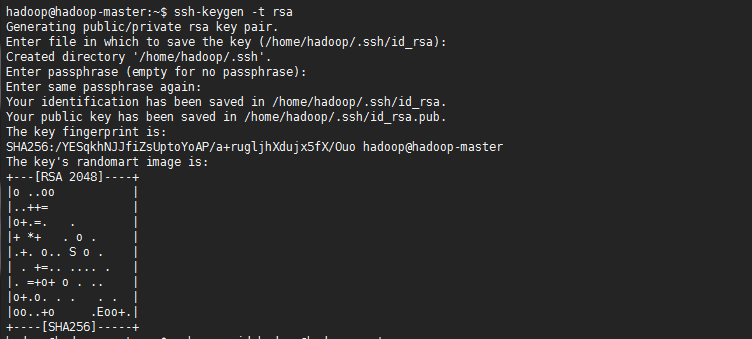 hadoop@hadoop-master:~$ ssh-keygen -t rsa
Generating public/private rsa key pair.
Enter file in which to save the key (/home/hadoop/.ssh/id_rsa):
Created directory '/home/hadoop/.ssh'.
Enter passphrase (empty for no passphrase):
Enter same passphrase again:
Your identification has been saved in /home/hadoop/.ssh/id_rsa.
Your public key has been saved in /home/hadoop/.ssh/id_rsa.pub.
The key fingerprint is:
SHA256:/YESqkhNJJfiZsUptoYoAP/a+rugljhXdujx5fX/Ouo hadoop@hadoop-master
The key's randomart image is:
+---[RSA 2048]----+
|o ..oo           |
|..++=            |
|o+.=.   .        |
|+ *+   . o .     |
|.+. o.. S o .    |
| . +=.. .... .   |
|. =+o+ o . ..    |
|o+.o. . .   . .  |
|oo..+o     .Eoo+.|
+----[SHA256]-----+